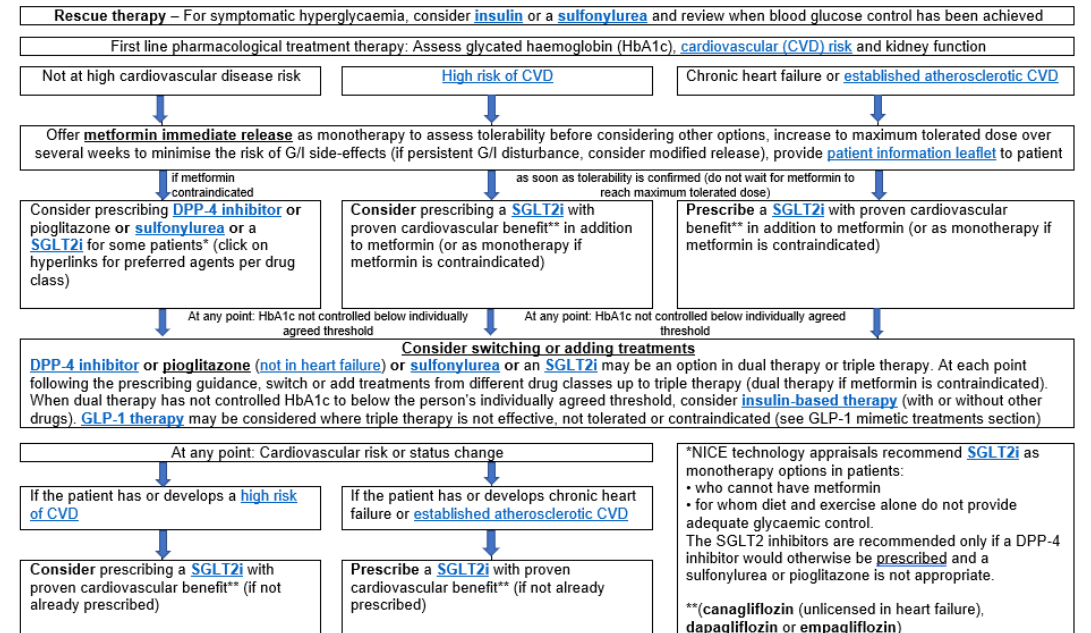 Rescue therapy – For symptomatic hyperglycaemia, consider insulin or a sulfonylurea and review when blood glucose control has been achieved
First line pharmacological treatment therapy: Assess glycated haemoglobin (HbA1c), cardiovascular (CVD) risk and kidney function
Not at high cardiovascular disease risk
High risk of CVD
Chronic heart failure or established atherosclerotic CVD
Offer metformin immediate release as monotherapy to assess tolerability before considering other options, increase to maximum tolerated dose over
several weeks to minimise the risk of G/I side-effects (if persistent G/I disturbance, consider modified release), provide patient information leaflet to patient
if metformin
contraindicated
as soon as tolerability is confirmed (do not wait for metformin to
reach maximum tolerated dose)
Consider prescribing DPP-4 inhibitor or
pioglitazone or sulfonylurea or a
SGLT2i for some patients* (click on
hyperlinks for preferred agents per drug
class)
Consider prescribing a SGLT2i with
proven cardiovascular benefit** in addition
to metformin (or as monotherapy if
metformin is contraindicated)
Prescribe a SGLT2i with proven cardiovascular
benefit** in addition to metformin (or as monotherapy if
metformin is contraindicated)
At any point: HbA1c not controlled below individually
agreed threshold
At any point: HbA1c not controlled below individually agreed
threshold
Consider switching or adding treatments
DPP-4 inhibitor or pioglitazone (not in heart failure) or sulfonylurea or an SGLT2i may be an option in dual therapy or triple therapy. At each point
following the prescribing guidance, switch or add treatments from different drug classes up to triple therapy (dual therapy if metformin is contraindicated).
When dual therapy has not controlled HbA1c to below the person's individually agreed threshold, consider insulin-based therapy (with or without other
drugs). GLP-1 therapy may be considered where triple therapy is not effective, not tolerated or contraindicated (see GLP-1 mimetic treatments section)
At any point: Cardiovascular risk or status change
If the patient has or develops a high risk
of CVD
If the patient has or develops chronic heart
failure or established atherosclerotic CVD
Consider prescribing a SGLT2i with
proven cardiovascular benefit** (if not
already prescribed)
Prescribe a SGLT2i with proven
cardiovascular benefit** (if not already
prescribed)
*NICE technology appraisals recommend SGLT2i as
monotherapy options in patients:
• who cannot have metformin
• for whom diet and exercise alone do not provide
adequate glycaemic control.
The SGLT2 inhibitors are recommended only if a DPP-4
inhibitor would otherwise be prescribed and a
sulfonylurea or pioglitazone is not appropriate.
**(canagliflozin (unlicensed in heart failure),
dapagliflozin or empagliflozin)